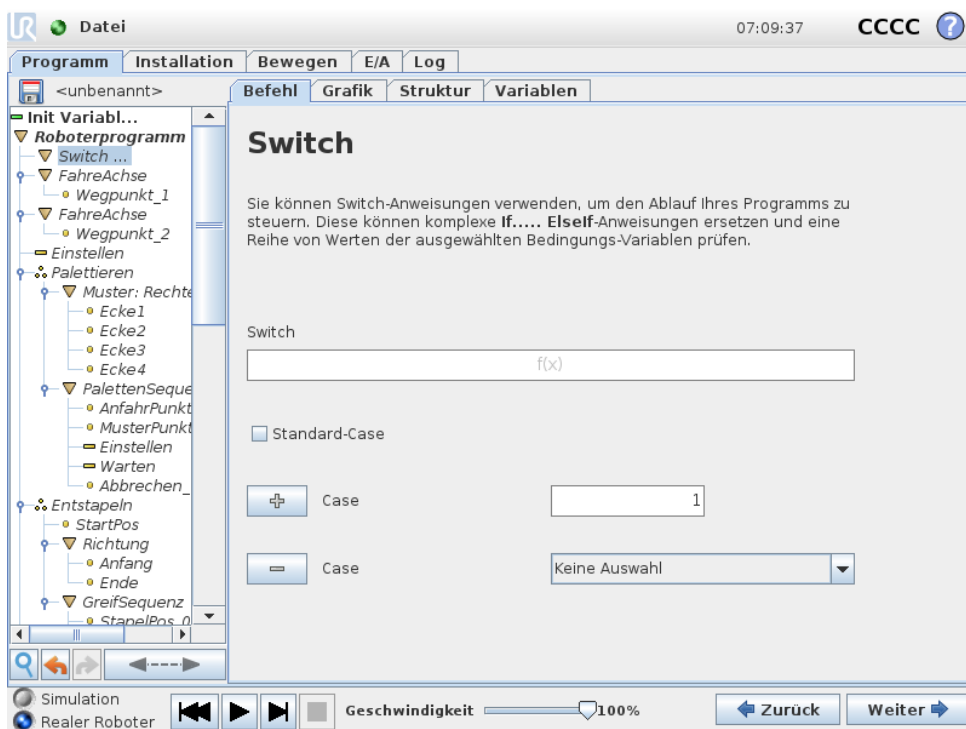 UR Datei 07:09:37 CCCC ?
Programm Installation Bewegen E/A Log
<unbenannt> Befehl Grafik Struktur Variablen
Init Variabl...
Roboterprogramm
Switch ...
FahreAchse
Wegpunkt_1
FahreAchse
Wegpunkt_2
Einstellen
Palettieren
Muster: Rechte
Ecke1
Ecke2
Ecke3
Ecke4
PalettenSeque
AnfahrPunkt
MusterPunkt
Einstellen
Warten
Abbrechen_
Entstapeln
StartPos
Richtung
Anfang
Ende
GreifSequenz
StapelPos_0
Switch
Sie können Switch-Anweisungen verwenden, um den Ablauf Ihres Programms zu
steuern. Diese können komplexe If..... ElseIf-Anweisungen ersetzen und eine
Reihe von Werten der ausgewählten Bedingungs-Variablen prüfen.
Switch
f(x)
Standard-Case
Case 1
Case Keine Auswahl
Simulation
Realer Roboter
Geschwindigkeit 100%
Zurück Weiter